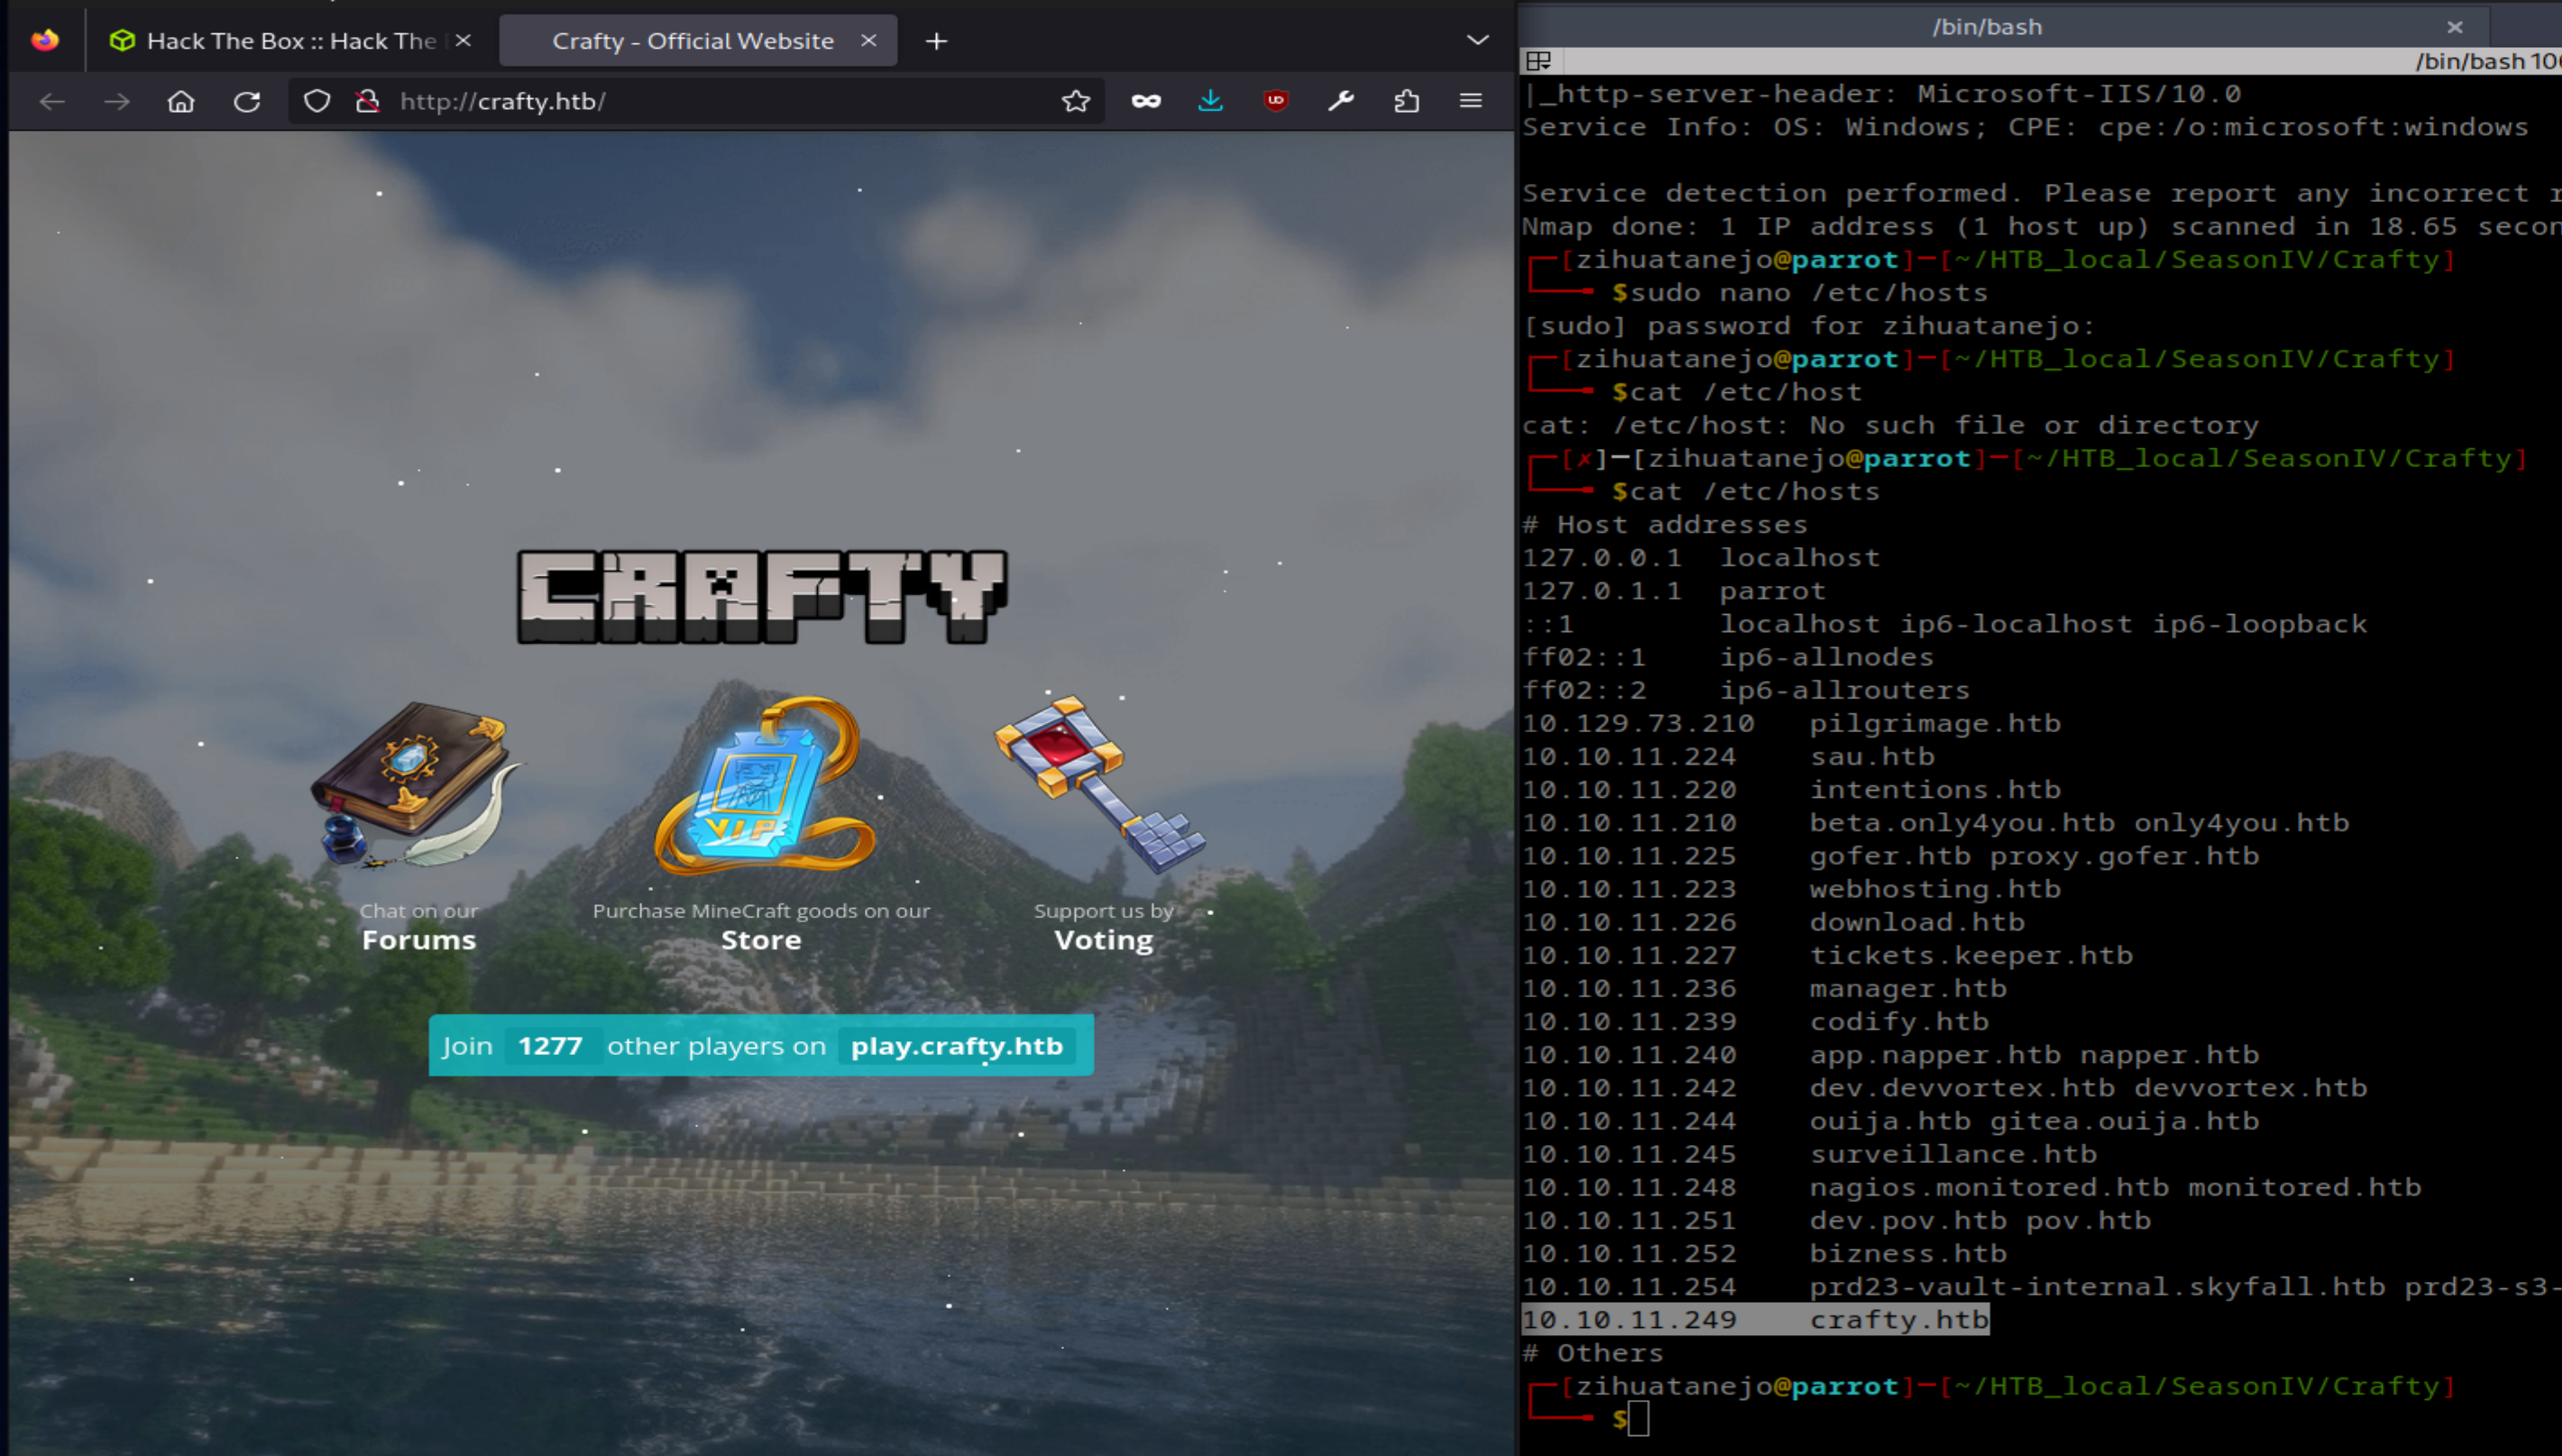 Hack The Box :: Hack The
Crafty - Official Website
http://crafty.htb/
CRAFTY
VIP
Chat on our
Forums
Purchase MineCraft goods on our
Store
Support us by
Voting
Join 1277 other players on play.crafty.htb
/bin/bash
/bin/bash 10
|_http-server-header: Microsoft-IIS/10.0
Service Info: OS: Windows; CPE: cpe:/o:microsoft:windows
Service detection performed. Please report any incorrect r
Nmap done: 1 IP address (1 host up) scanned in 18.65 secon
[zihuatanejo@parrot]─[~/HTB_local/SeasonIV/Crafty]
$sudo nano /etc/hosts
[sudo] password for zihuatanejo:
[zihuatanejo@parrot]─[~/HTB_local/SeasonIV/Crafty]
$cat /etc/host
cat: /etc/host: No such file or directory
[✗]─[zihuatanejo@parrot]─[~/HTB_local/SeasonIV/Crafty]
$cat /etc/hosts
# Host addresses
127.0.0.1 localhost
127.0.1.1 parrot
::1 localhost ip6-localhost ip6-loopback
ff02::1 ip6-allnodes
ff02::2 ip6-allrouters
10.129.73.210 pilgrimage.htb
10.10.11.224 sau.htb
10.10.11.220 intentions.htb
10.10.11.210 beta.only4you.htb only4you.htb
10.10.11.225 gofer.htb proxy.gofer.htb
10.10.11.223 webhosting.htb
10.10.11.226 download.htb
10.10.11.227 tickets.keeper.htb
10.10.11.236 manager.htb
10.10.11.239 codify.htb
10.10.11.240 app.napper.htb napper.htb
10.10.11.242 dev.devvortex.htb devvortex.htb
10.10.11.244 ouija.htb gitea.ouija.htb
10.10.11.245 surveillance.htb
10.10.11.248 nagios.monitored.htb monitored.htb
10.10.11.251 dev.pov.htb pov.htb
10.10.11.252 bizness.htb
10.10.11.254 prd23-vault-internal.skyfall.htb prd23-s3-
10.10.11.249 crafty.htb
# Others
[zihuatanejo@parrot]─[~/HTB_local/SeasonIV/Crafty]
$